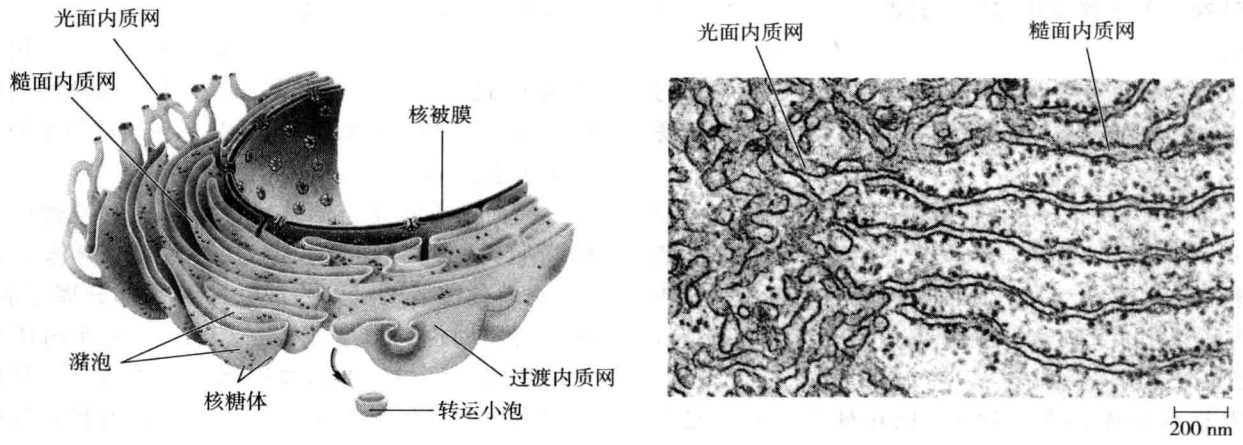 光面内质网
糙面内质网
核被膜
潴泡
核糖体
过渡内质网
转运小泡
光面内质网
糙面内质网
200 nm